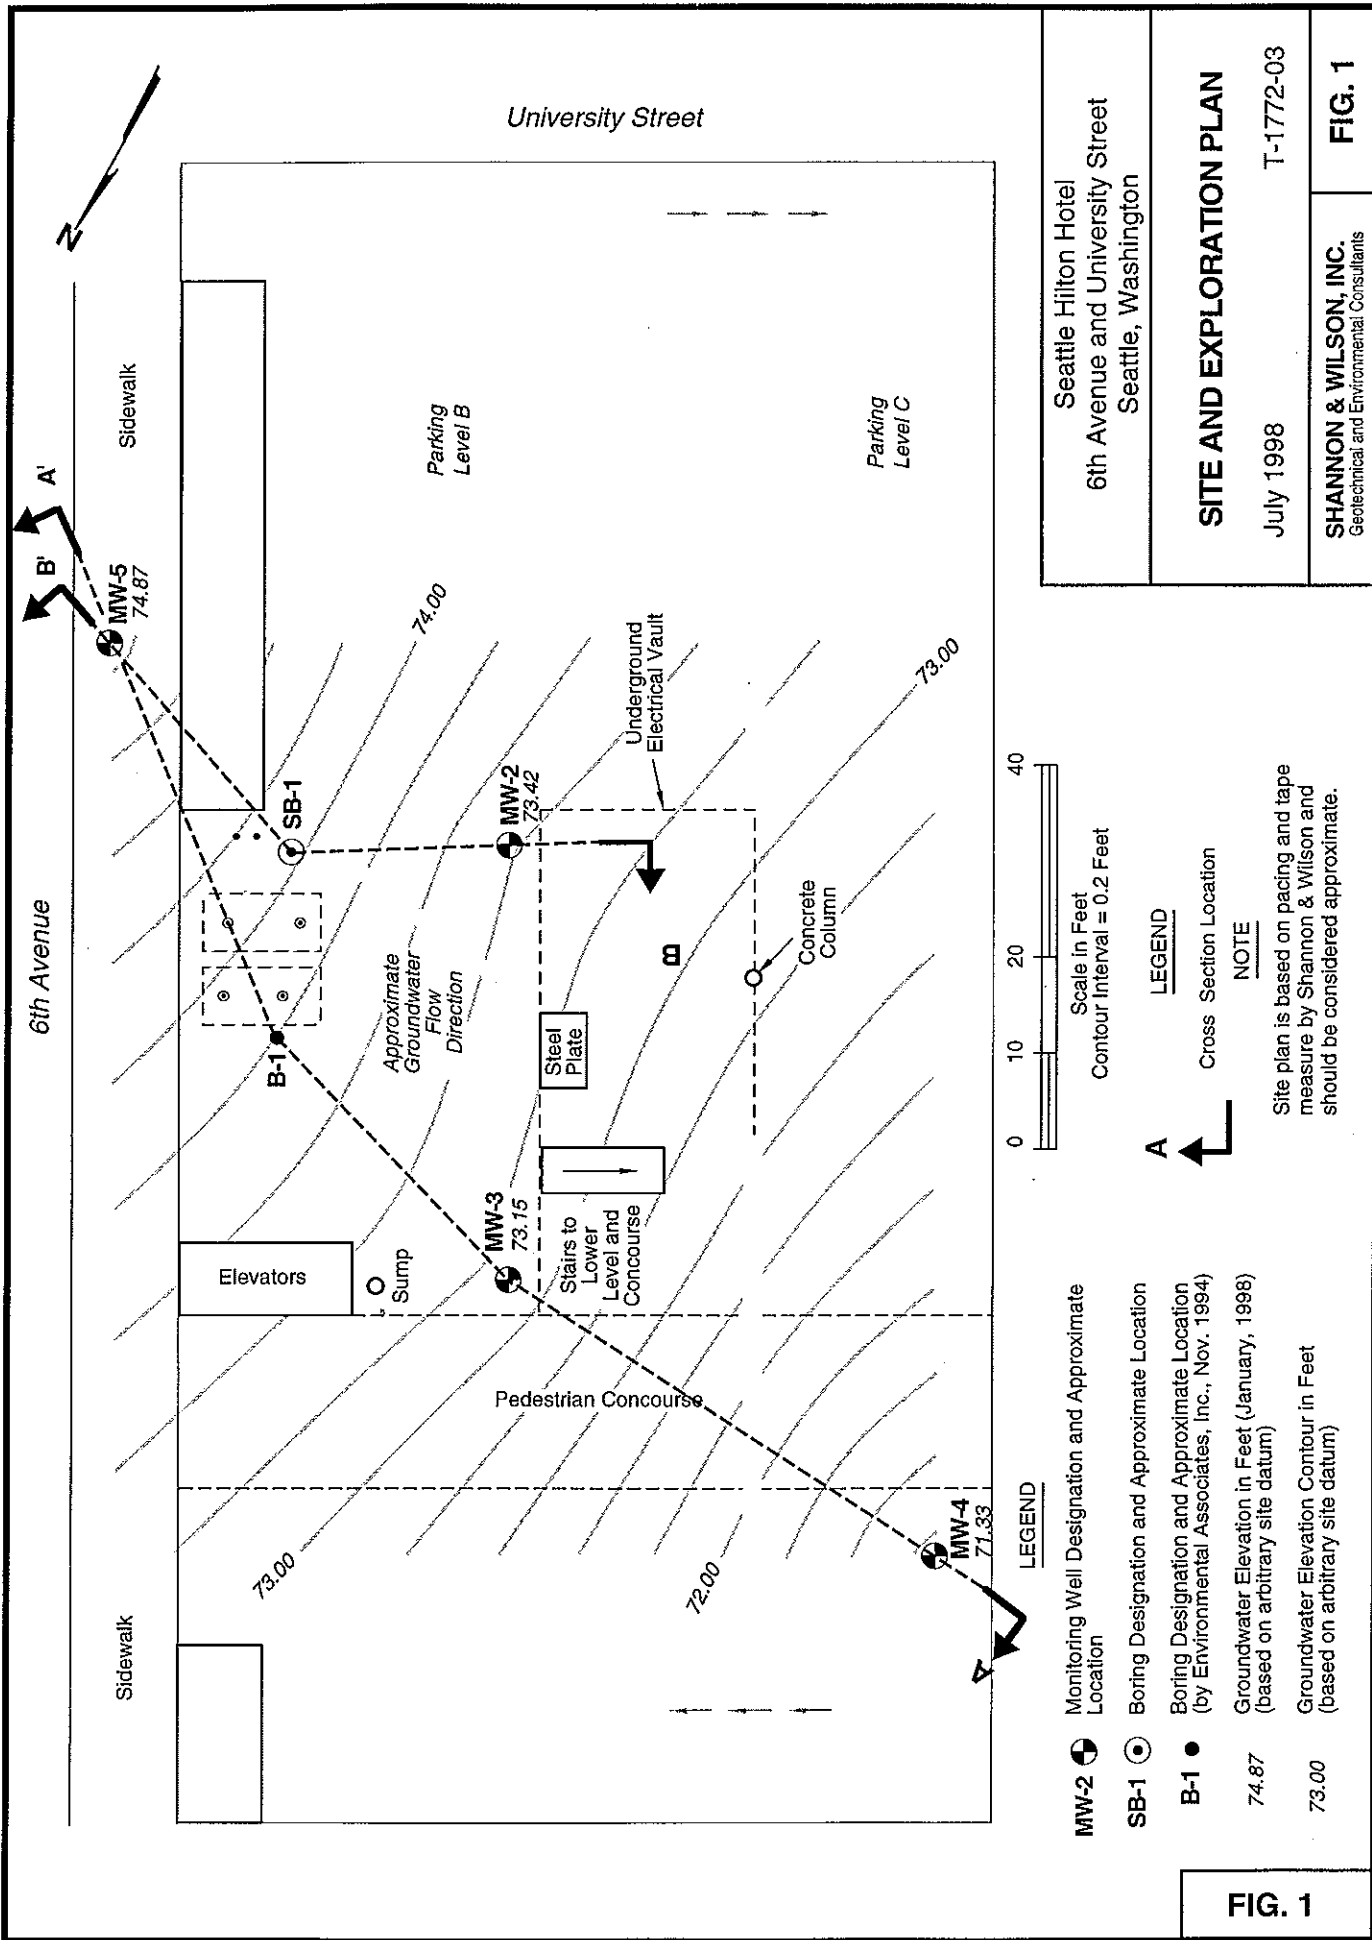 6th Avenue
University Street
N
Sidewalk
Sidewalk
A'
B'
MW-5
74.87
SB-1
B-1
MW-2
73.42
MW-3
73.15
MW-4
71.33
Elevators
Sump
Approximate
Groundwater
Flow
Direction
Steel
Plate
Stairs to
Lower
Level and
Concourse
Pedestrian Concourse
Underground
Electrical Vault
Concrete
Column
B
A
Parking
Level B
Parking
Level C
74.00
73.00
73.00
72.00
0 10 20 40
Scale in Feet
Contour Interval = 0.2 Feet
LEGEND
MW-2 Monitoring Well Designation and Approximate
Location
SB-1 Boring Designation and Approximate Location
B-1 Boring Designation and Approximate Location
(by Environmental Associates, Inc., Nov. 1994)
74.87 Groundwater Elevation in Feet (January, 1998)
(based on arbitrary site datum)
73.00 Groundwater Elevation Contour in Feet
(based on arbitrary site datum)
LEGEND
A Cross Section Location
NOTE
Site plan is based on pacing and tape
measure by Shannon & Wilson and
should be considered approximate.
Seattle Hilton Hotel
6th Avenue and University Street
Seattle, Washington
SITE AND EXPLORATION PLAN
July 1998 T-1772-03
SHANNON & WILSON, INC.
Geotechnical and Environmental Consultants
FIG. 1
FIG. 1